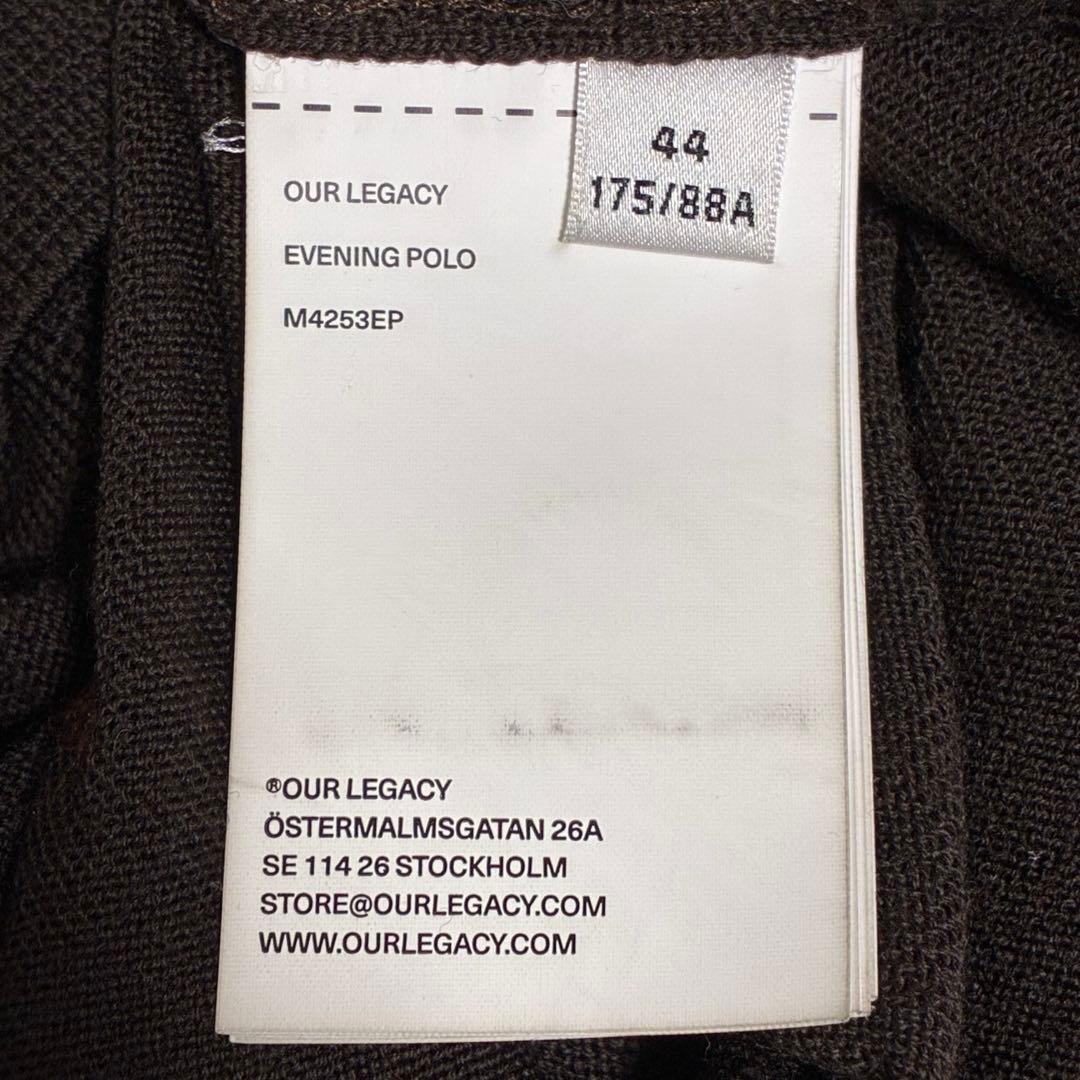 44
175/88A
OUR LEGACY
EVENING POLO
M4253EP
®OUR LEGACY
ÖSTERMALMSGATAN 26A
SE 114 26 STOCKHOLM
STORE@OURLEGACY.COM
WWW.OURLEGACY.COM